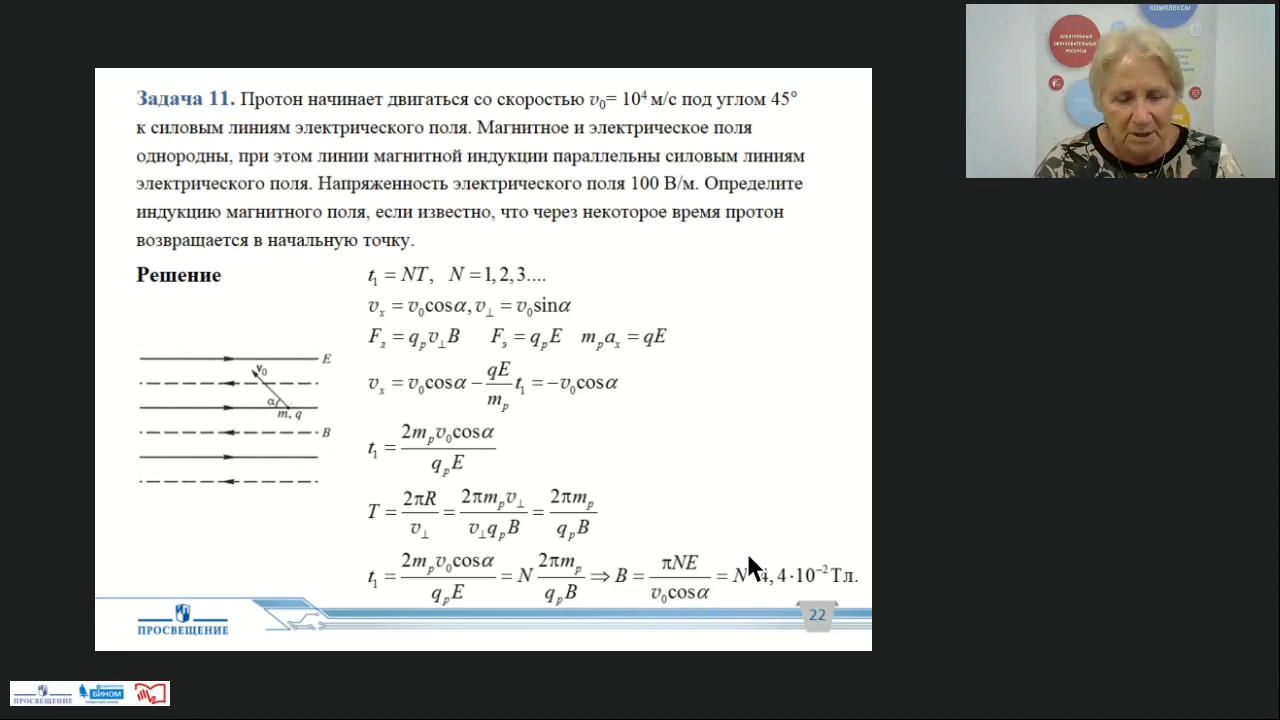 ЭЛЕКТРОННЫЕ
ОБРАЗОВАТЕЛЬНЫЕ
РЕСУРСЫ
КОМПЛЕКСЫ
Задача 11. Протон начинает двигаться со скоростью v₀= 10⁴ м/с под углом 45°
к силовым линиям электрического поля. Магнитное и электрическое поля
однородны, при этом линии магнитной индукции параллельны силовым линиям
электрического поля. Напряженность электрического поля 100 В/м. Определите
индукцию магнитного поля, если известно, что через некоторое время протон
возвращается в начальную точку.
Решение
t₁ = NT, N = 1, 2, 3....
vₓ = v₀cosα, v⊥ = v₀sinα
Fл = qₚv⊥B Fэ = qₚE mₚaₓ = qE
vₓ = v₀cosα − qE/mₚ t₁ = −v₀cosα
t₁ = 2mₚv₀cosα/qₚE
T = 2πR/v⊥ = 2πmₚv⊥/v⊥qₚB = 2πmₚ/qₚB
t₁ = 2mₚv₀cosα/qₚE = N 2πmₚ/qₚB ⇒ B = πNE/v₀cosα = N 4,4·10⁻² Тл.
E
v₀
α
m, q
B
ПРОСВЕЩЕНИЕ
22
ПРОСВЕЩЕНИЕ
БИНОМ